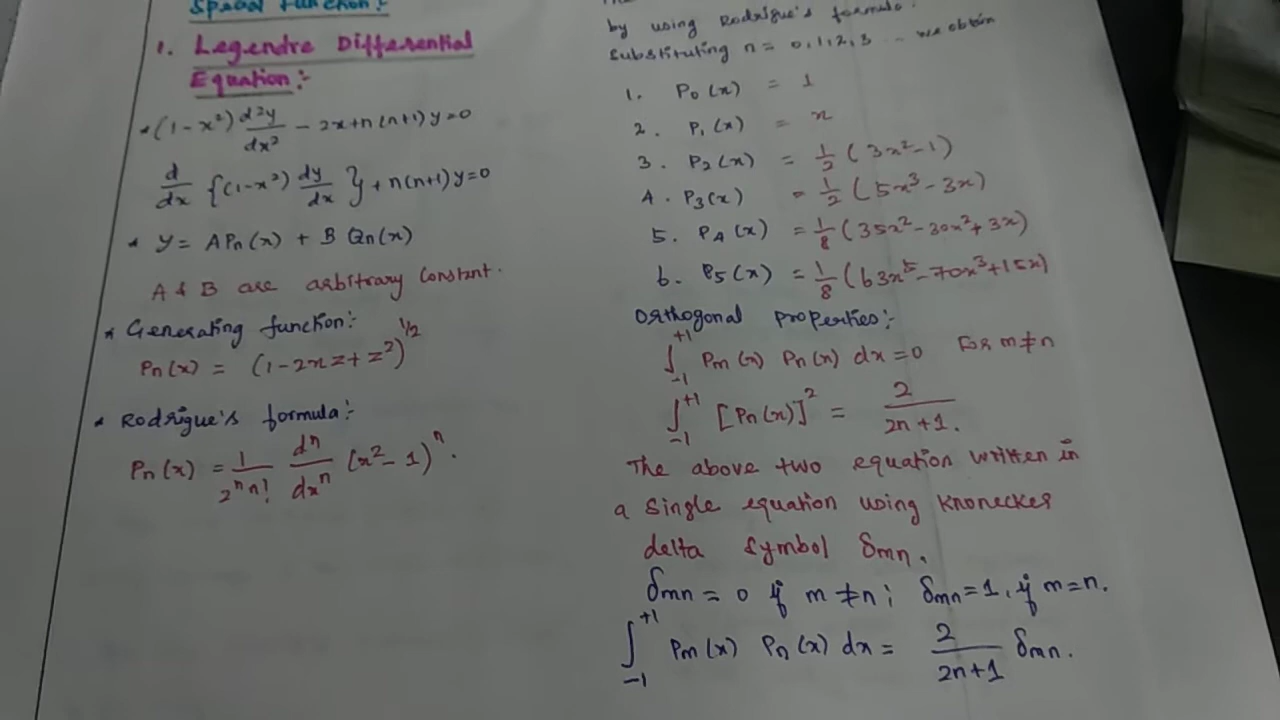 Special Function:-
1. Legendre Differential
Equation:-
* (1-x²) d²y/dx² - 2x+n(n+1)y=0
d/dx {(1-x²) dy/dx } + n(n+1)y=0
* y = APn(x) + B Qn(x)
A & B are arbitrary constant.
* Generating function:-
Pn(x) = (1-2xz+z²)^1/2
* Rodrigue's formula:-
Pn(x) = 1/2ⁿn! dⁿ/dxⁿ (x²-1)ⁿ.
by using Rodrigue's formula.
Substituting n = 0,1,2,3 .. we obtain
1. P₀(x) = 1
2. P₁(x) = x
3. P₂(x) = 1/2 (3x²-1)
4. P₃(x) = 1/2 (5x³-3x)
5. P₄(x) = 1/8 (35x²-30x²+3x)
6. P₅(x) = 1/8 (63x⁵-70x³+15x)
Orthogonal properties:-
∫₋₁⁺¹ Pm(x) Pn(x) dx=0 For m≠n
∫₋₁⁺¹ [Pn(x)]² = 2/2n+1.
The above two equation written in
a single equation using Kronecker
delta symbol δmn.
δmn = 0 if m≠n; δmn=1, if m=n.
∫₋₁⁺¹ Pm(x) Pn(x) dx = 2/2n+1 δmn.